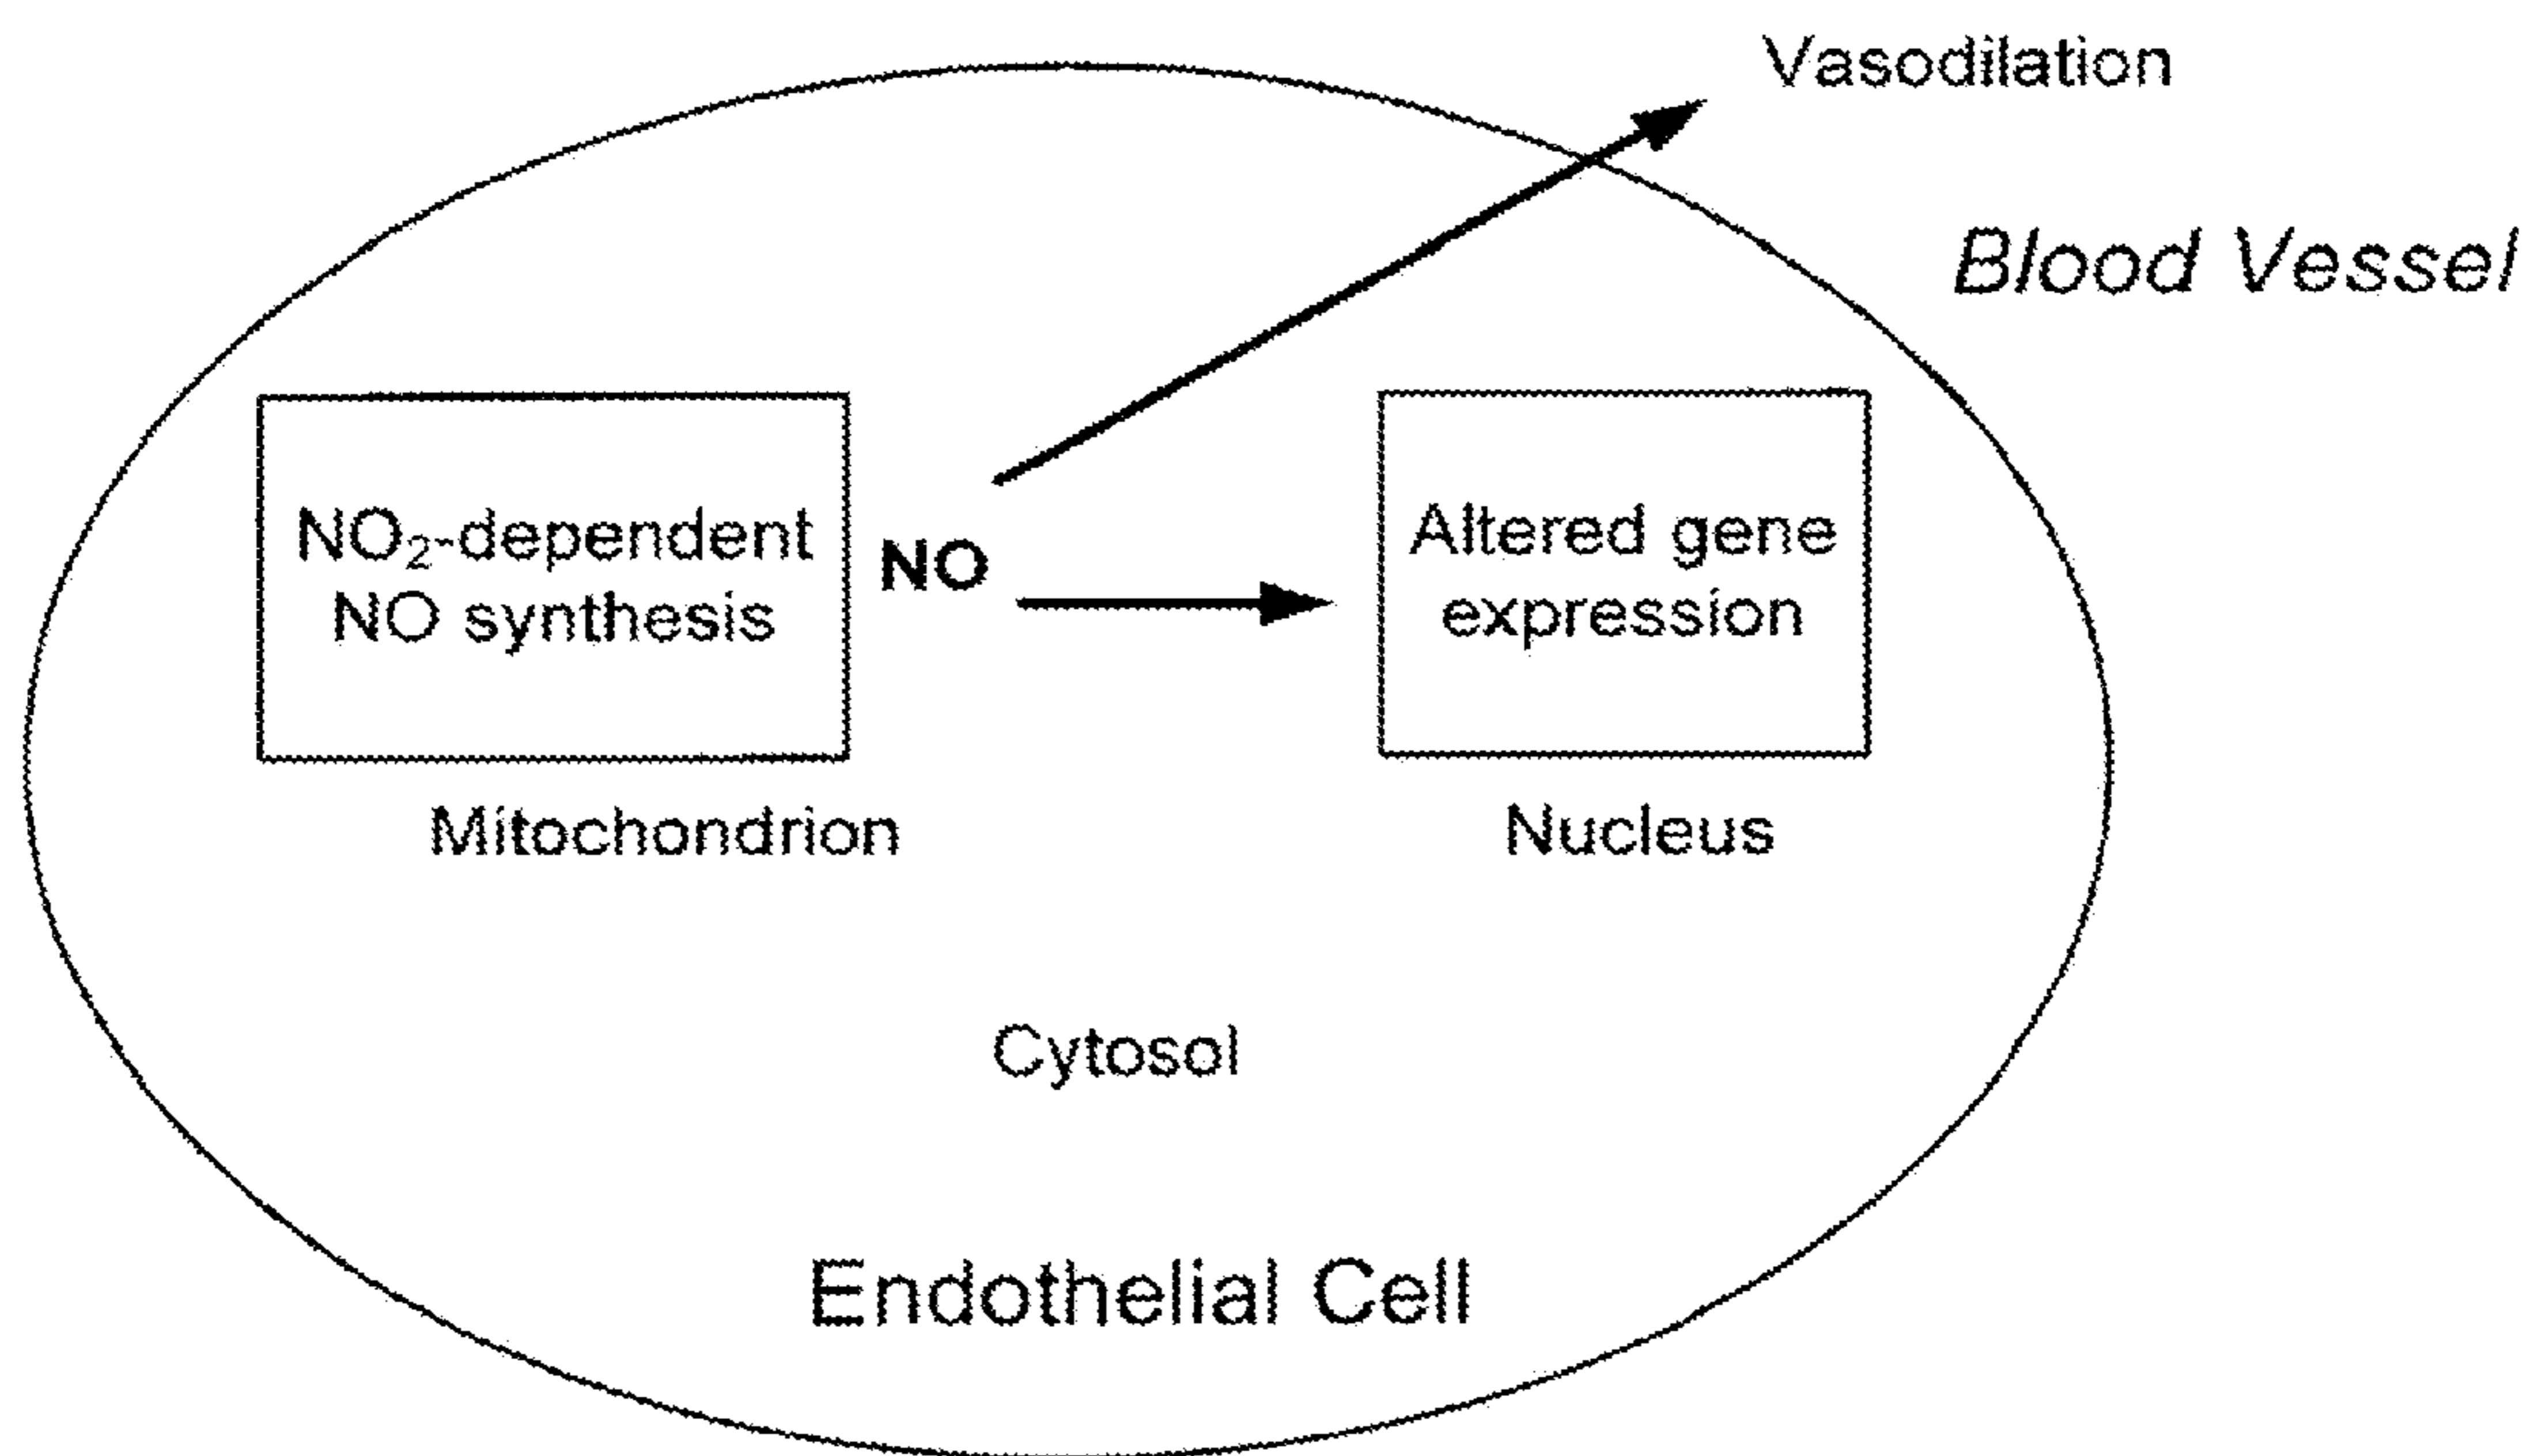 Vasodilation
Blood Vessel
NO₂-dependent
NO synthesis
NO
Altered gene
expression
Mitochondrion
Nucleus
Cytosol
Endothelial Cell